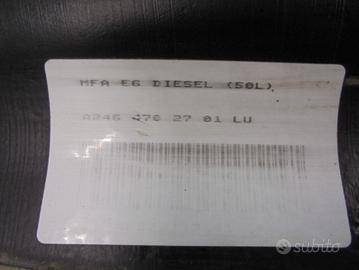 MFA E6 DIESEL (50L)
A246 470 27 01 LU
subito